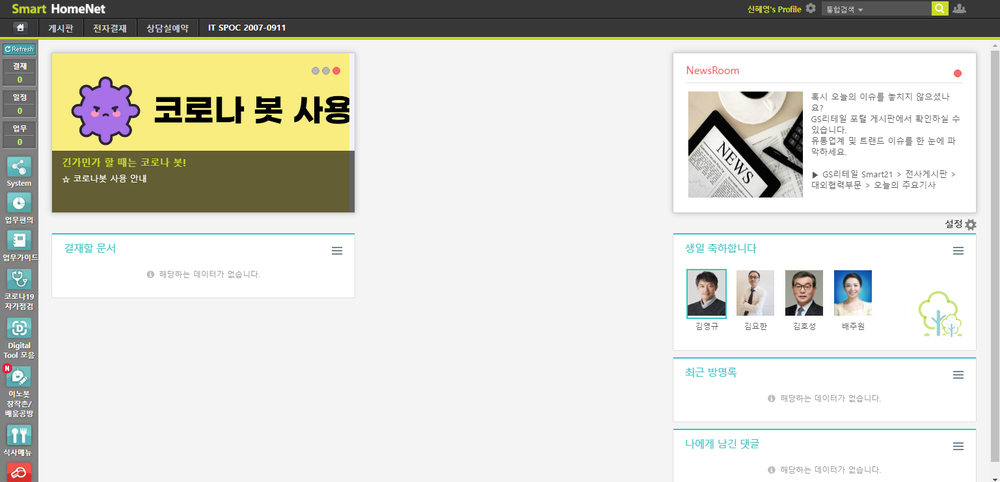 Smart HomeNet
신혜영's Profile
통합검색
게시판
전자결재
상담실예약
IT SPOC 2007-0911
Refresh
결재
0
일정
0
업무
0
System
업무편의
업무가이드
코로나19
자가점검
Digital
Tool 모음
N
이노봇
창작촌/
배움공방
식사메뉴
코로나 봇 사용
긴가민가 할 때는 코로나 봇!
☆ 코로나봇 사용 안내
결재할 문서
해당하는 데이터가 없습니다.
NewsRoom
NEWS
혹시 오늘의 이슈를 놓치지 않으셨나
요?
GS리테일 포털 게시판에서 확인하실 수
있습니다.
유통업계 및 트랜드 이슈를 한 눈에 파
악하세요.
▶ GS리테일 Smart21 > 전사게시판 >
대외협력부문 > 오늘의 주요기사
설정
생일 축하합니다
김영규
김요한
김호성
배주원
최근 방명록
해당하는 데이터가 없습니다.
나에게 남긴 댓글
해당하는 데이터가 없습니다.